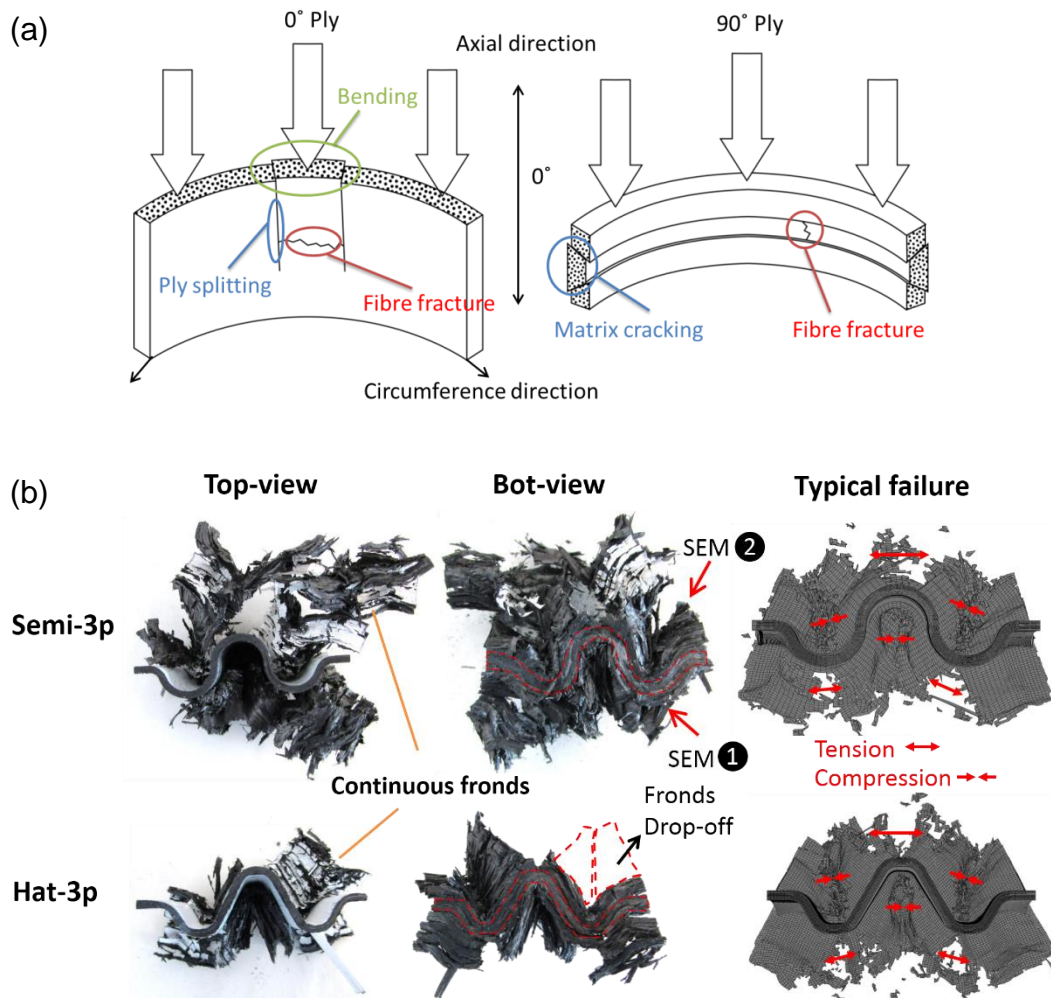 (a)
0° Ply
90° Ply
Axial direction
Bending
0°
Ply splitting
Fibre fracture
Matrix cracking
Fibre fracture
Circumference direction
(b)
Top-view
Bot-view
Typical failure
SEM 2
Semi-3p
SEM 1
Tension
Compression
Continuous fronds
Fronds
Drop-off
Hat-3p